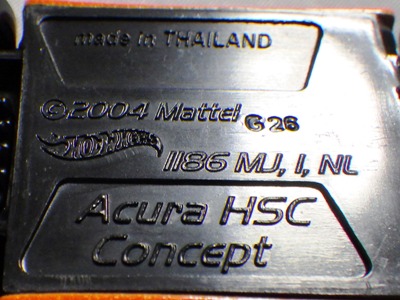 made in THAILAND
©2004 Mattel G26
HOT WHEELS
1186 MJ, I, NL
Acura HSC
Concept